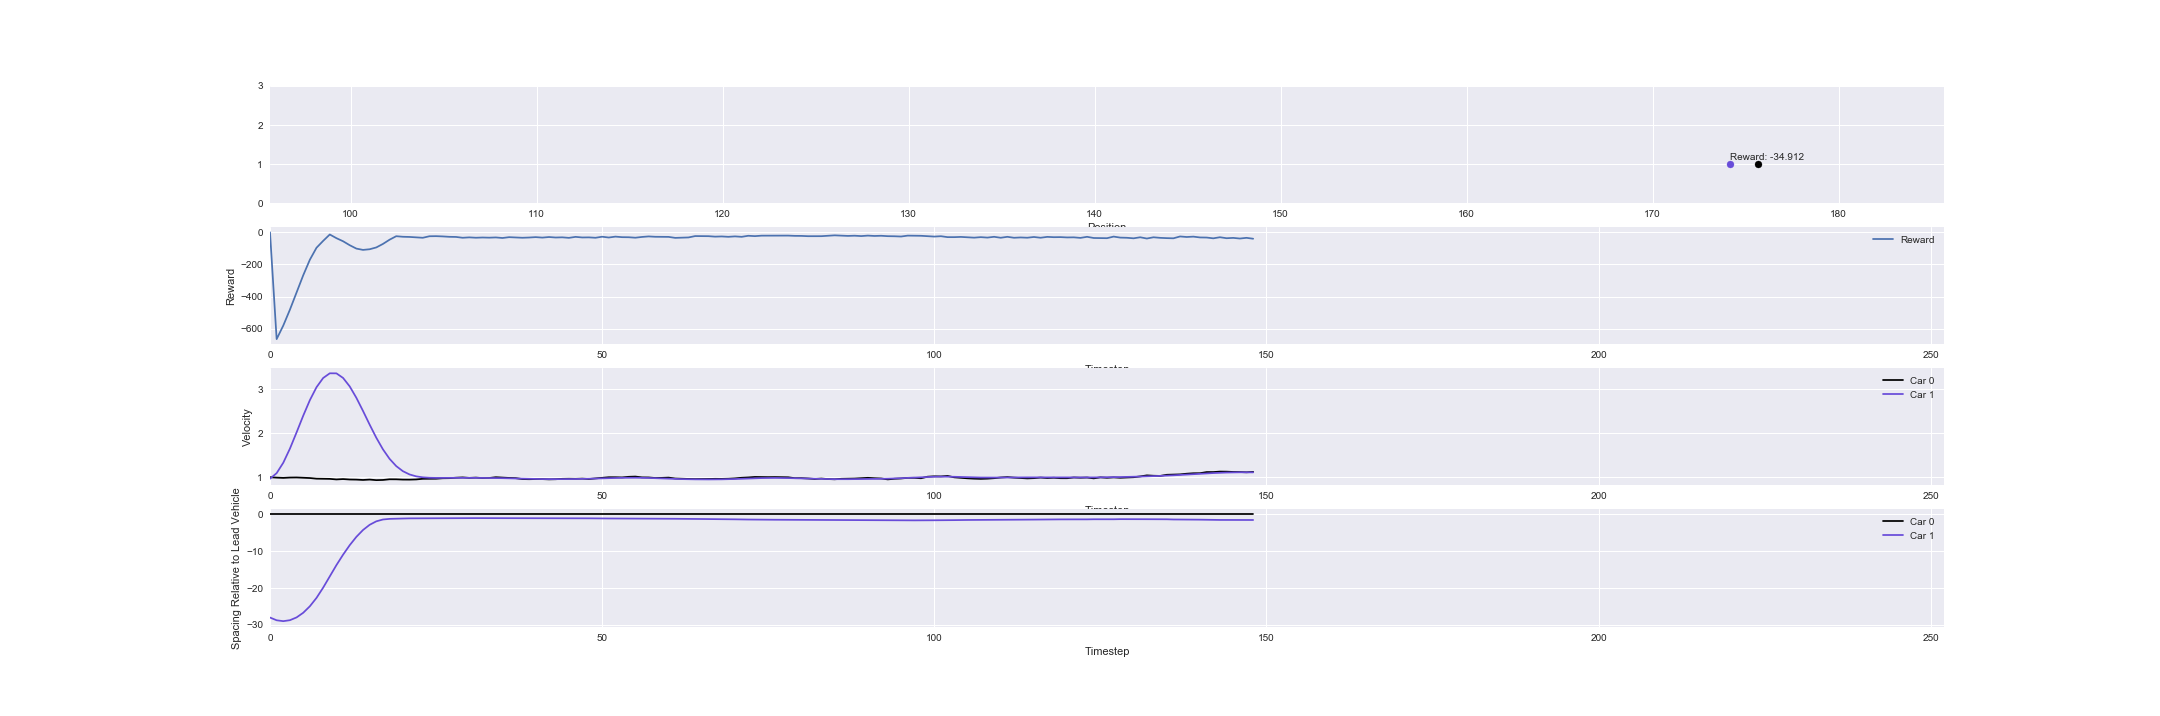 3
2
1
0
Reward: -34.912
100 110 120 130 140 150 160 170 180
Position
0
−200
−400
−600
Reward
Reward
0 50 100 150 200 250
Timestep
3
2
1
Velocity
Car 0
Car 1
0 50 100 150 200 250
Timestep
0
−10
−20
−30
Spacing Relative to Lead Vehicle
Car 0
Car 1
0 50 100 150 200 250
Timestep